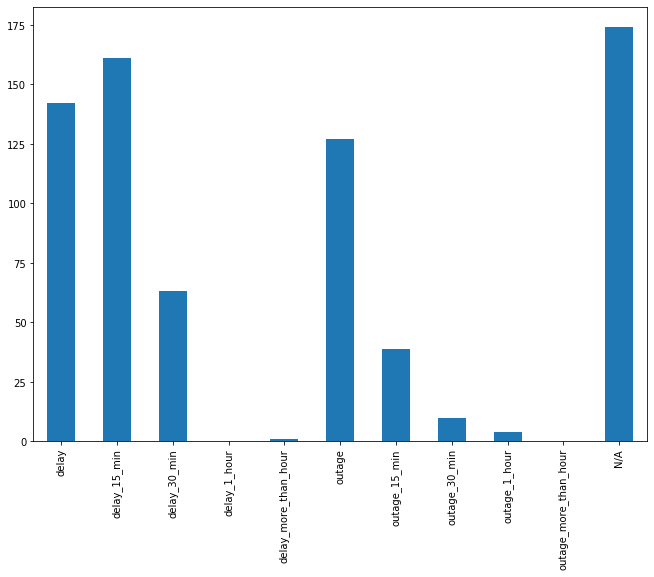 175
150
125
100
75
50
25
0
delay
delay_15_min
delay_30_min
delay_1_hour
delay_more_than_hour
outage
outage_15_min
outage_30_min
outage_1_hour
outage_more_than_hour
N/A